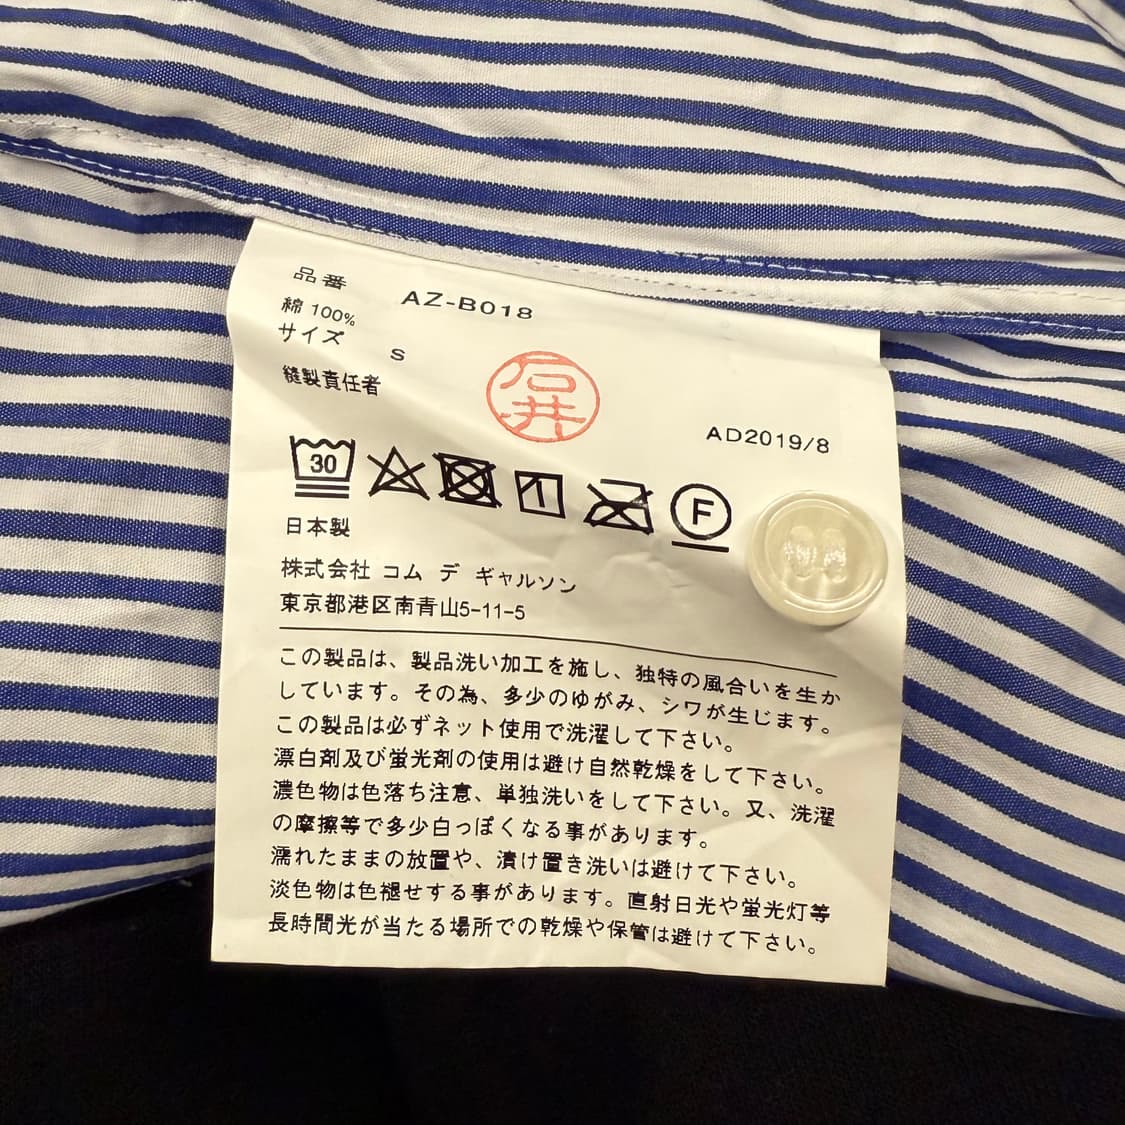 品番 AZ-B018
綿 100%
サイズ S
縫製責任者 石井
AD2019/8
30 1 F
日本製
株式会社 コム デ ギャルソン
東京都港区南青山5-11-5
この製品は、製品洗い加工を施し、独特の風合いを生か
しています。その為、多少のゆがみ、シワが生じます。
この製品は必ずネット使用で洗濯して下さい。
漂白剤及び蛍光剤の使用は避け自然乾燥をして下さい。
濃色物は色落ち注意、単独洗いをして下さい。又、洗濯
の摩擦等で多少白っぽくなる事があります。
濡れたままの放置や、漬け置き洗いは避けて下さい。
淡色物は色褪せする事があります。直射日光や蛍光灯等
長時間光が当たる場所での乾燥や保管は避けて下さい。